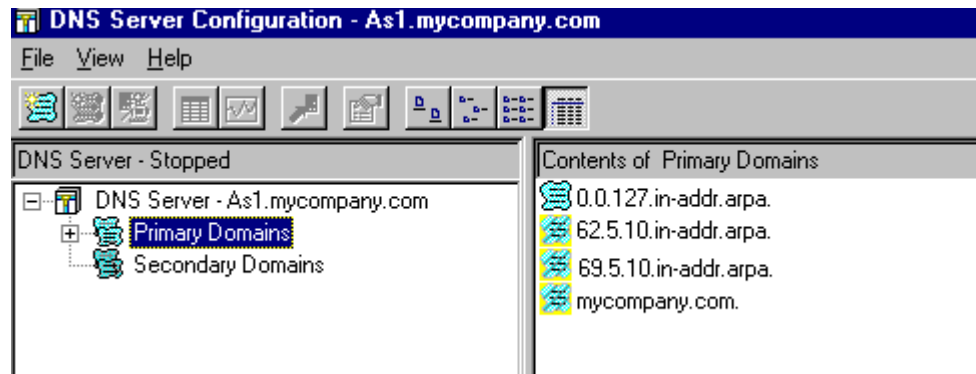 DNS Server Configuration - As1.mycompany.com
File View Help
DNS Server - Stopped
DNS Server - As1.mycompany.com
Primary Domains
Secondary Domains
Contents of Primary Domains
0.0.127.in-addr.arpa.
62.5.10.in-addr.arpa.
69.5.10.in-addr.arpa.
mycompany.com.